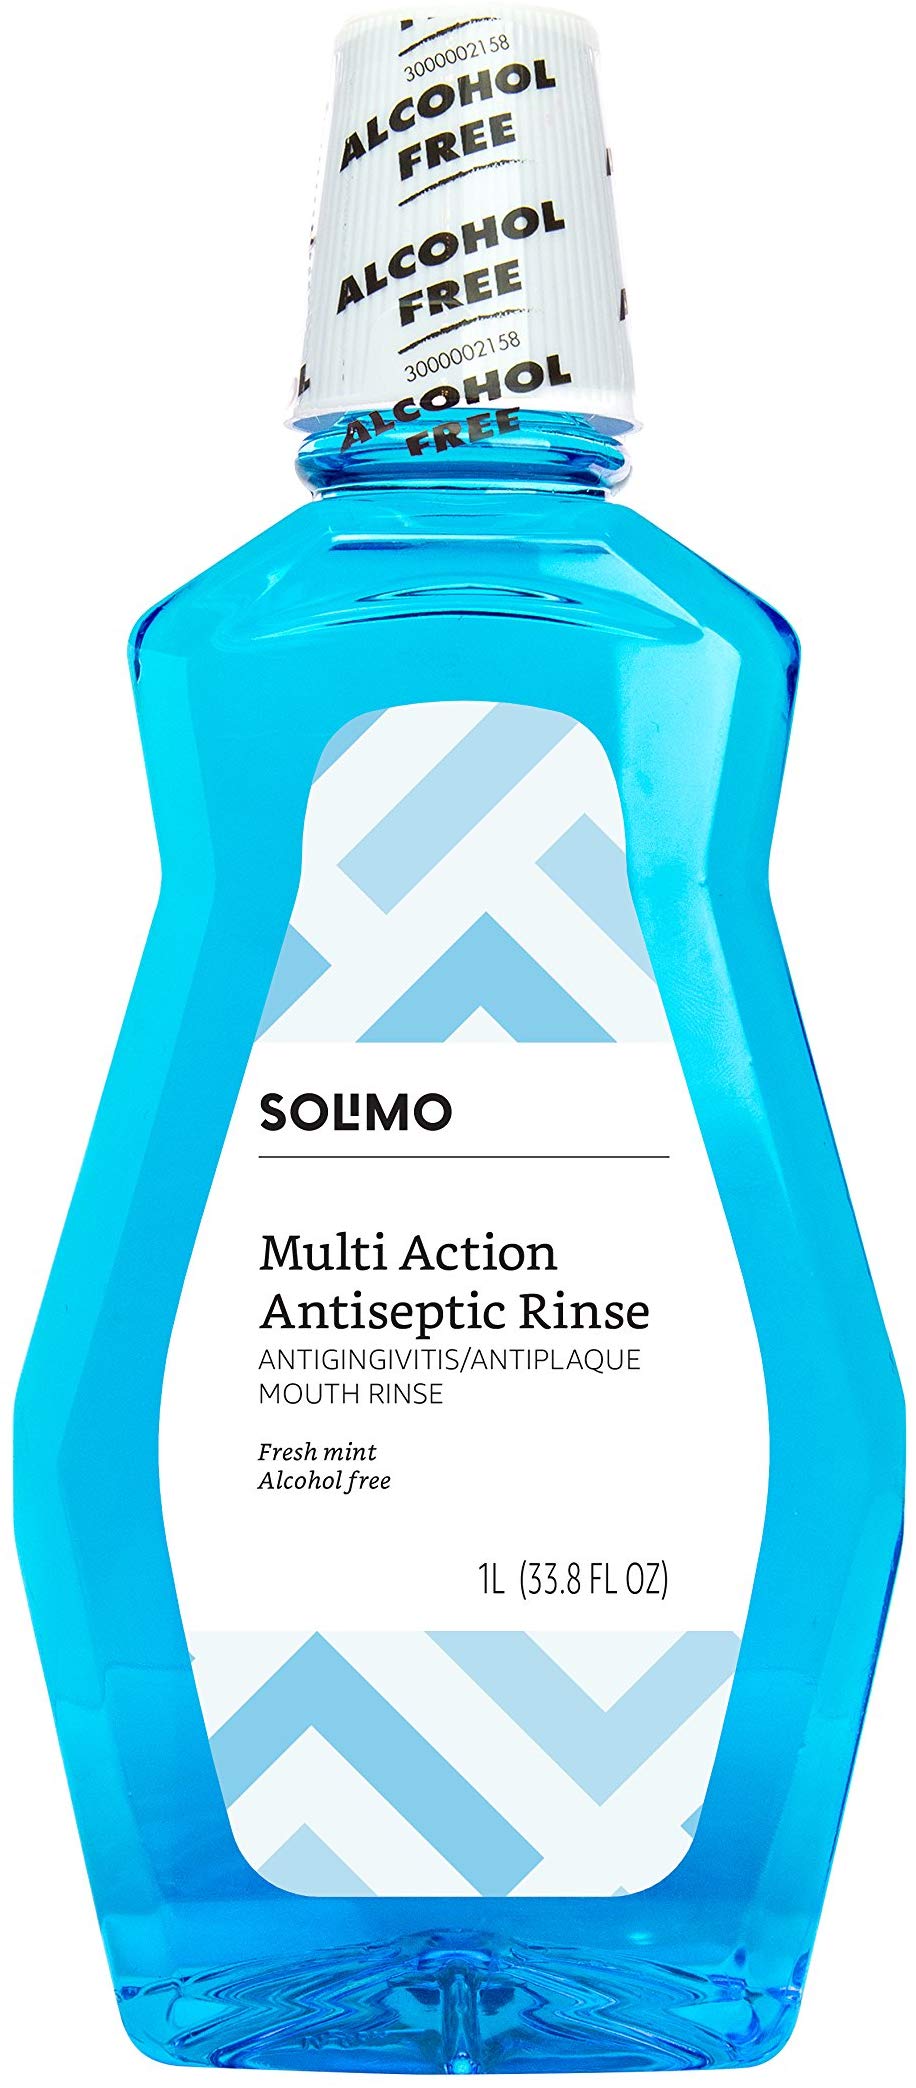 3000002158
ALCOHOL
FREE
ALCOHOL
FREE
3000002158
ALCOHOL
FREE
SOLIMO
Multi Action
Antiseptic Rinse
ANTIGINGIVITIS/ANTIPLAQUE
MOUTH RINSE
Fresh mint
Alcohol free
1L (33.8 FL OZ)